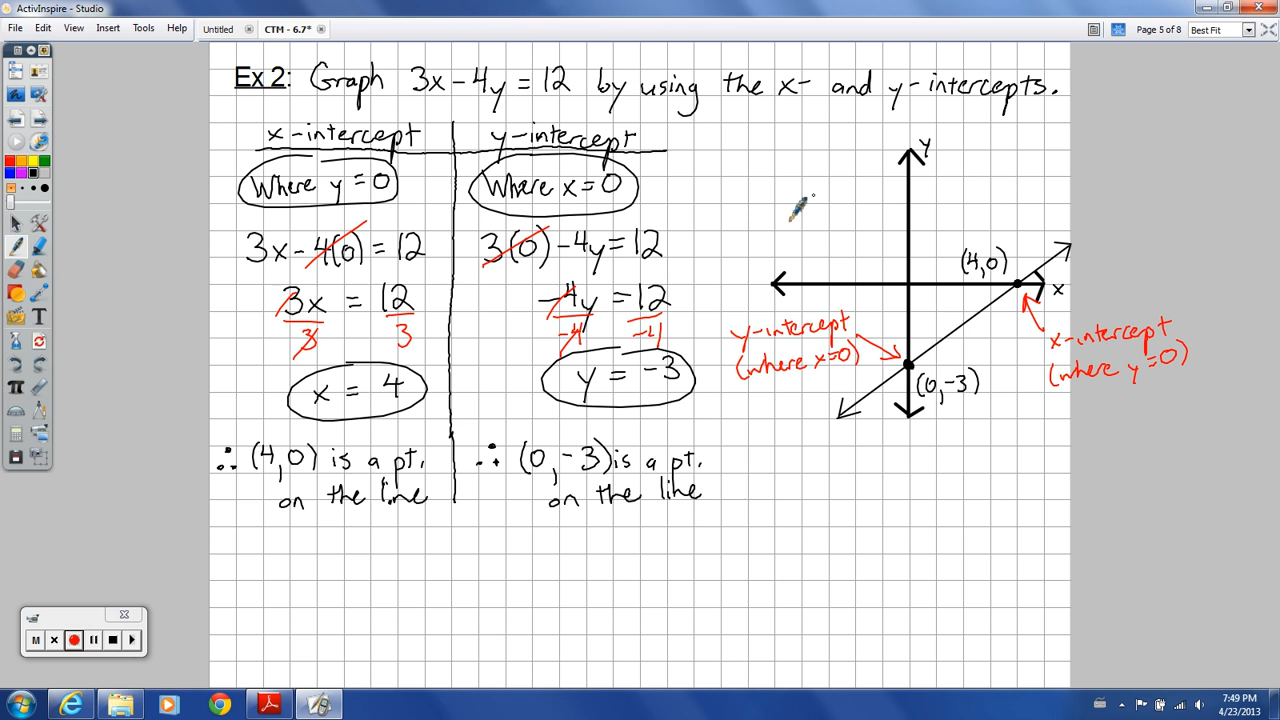 ActivInspire - Studio
File Edit View Insert Tools Help
Untitled
CTM - 6.7*
Page 5 of 8
Best Fit
Ex 2: Graph 3x - 4y = 12 by using the x- and y-intercepts.
x-intercept
Where y = 0
3x - 4(0) = 12
3x = 12
3 3
x = 4
∴ (4,0) is a pt.
on the line
y-intercept
Where x = 0
3(0) - 4y = 12
-4y = 12
-4 -4
y = -3
∴ (0,-3) is a pt.
on the line
y
(4,0)
x
y-intercept
(where x=0)
x-intercept
(where y=0)
(0,-3)
M
7:49 PM
4/23/2013